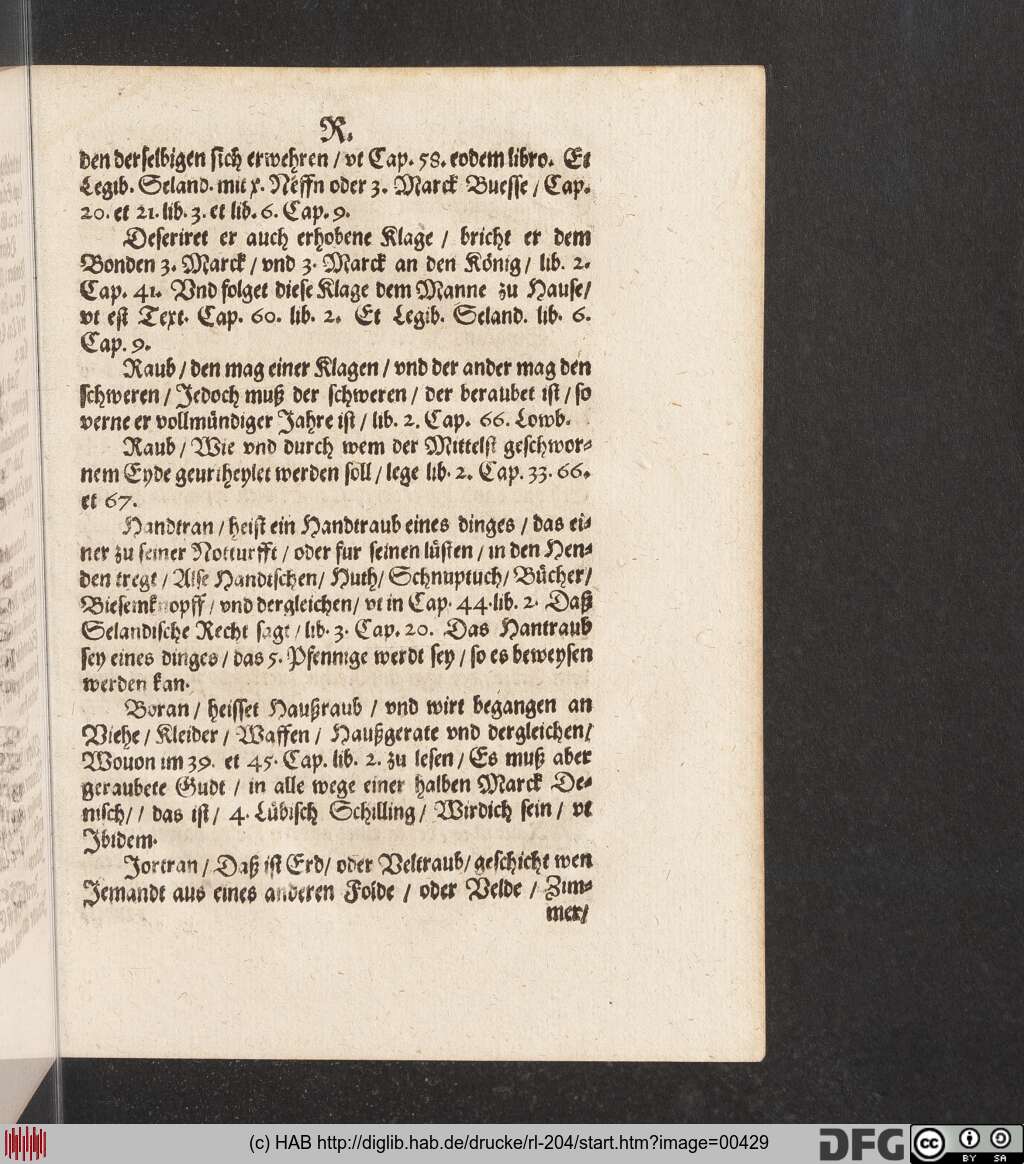 R.
den derselbigen sich erwehren / vt Cap. 58. eodem libro. Et
Legib. Seland. mit x. Neffn oder 3. Marck Buesse / Cap.
20. et 21. lib. 3. et lib. 6. Cap. 9.
Deseriret er auch erhobene Klage / bricht er dem
Bonden 3. Marck / vnd 3. Marck an den König / lib. 2.
Cap. 41. Vnd folget diese Klage dem Manne zu Hause /
vt est Text. Cap. 60. lib. 2. Et Legib. Seland. lib. 6.
Cap. 9.
Raub / den mag einer Klagen / vnd der ander mag den
schweren / Jedoch muß der schweren / der beraubet ist / so
verne er vollmündiger Jahre ist / lib. 2. Cap. 66. Lowb.
Raub / Wie vnd durch wem der Mittelst geschwor-
nem Eyde geurtheylet werden soll / lege lib. 2. Cap. 33. 66.
et 67.
Handtran / heist ein Handtraub eines dinges / das ei-
ner zu seiner Notturfft / oder fur seinen lüsten / in den Hen-
den tregt / Alse Handtschen / Huth / Schnuptuch / Bücher /
Biesemknopff / vnd dergleichen / vt in Cap. 44. lib. 2. Daß
Selandische Recht sagt / lib. 3. Cap. 20. Das Hantraub
sey eines dinges / das 5. Pfennige werdt sey / so es beweysen
werden kan.
Boran / heisset Haußraub / vnd wirt begangen an
Viehe / Kleider / Waffen / Haußgerate vnd dergleichen /
Wouon im 39. et 45. Cap. lib. 2. zu lesen / Es muß aber
geraubete Gudt / in alle wege einer halben Marck De-
nisch / / das ist / 4. Lübisch Schilling / Wirdich sein / vt
Ibidem.
Jortran / Daß ist Erd / oder Veltraub / geschicht wen
Jemandt aus eines anderen Folde / oder Velde / Zim-
mer /
(c) HAB http://diglib.hab.de/drucke/rl-204/start.htm?image=00429
DFG
cc
BY SA